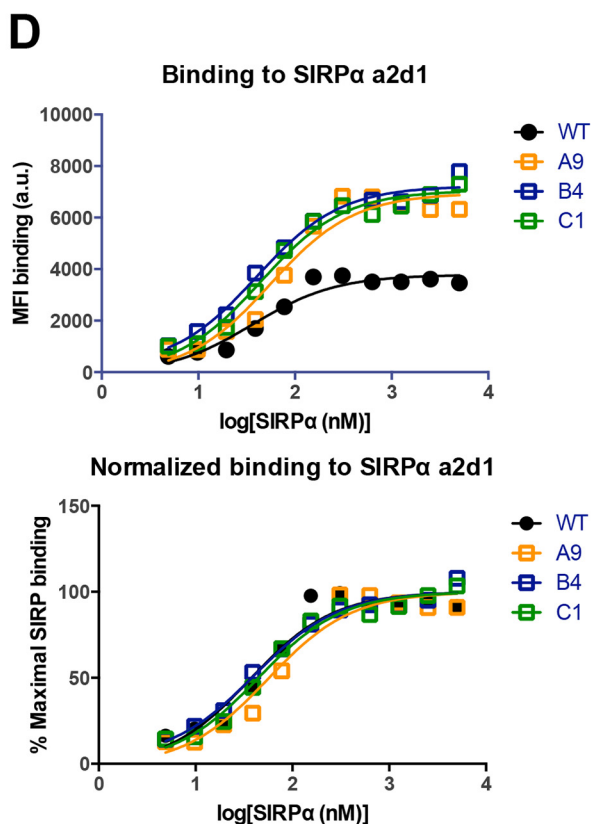 D
Binding to SIRPα a2d1
MFI binding (a.u.)
10000
8000
6000
4000
2000
0
0 1 2 3 4
log[SIRPα (nM)]
WT
A9
B4
C1
Normalized binding to SIRPα a2d1
% Maximal SIRP binding
150
100
50
0
0 1 2 3 4
log[SIRPα (nM)]
WT
A9
B4
C1